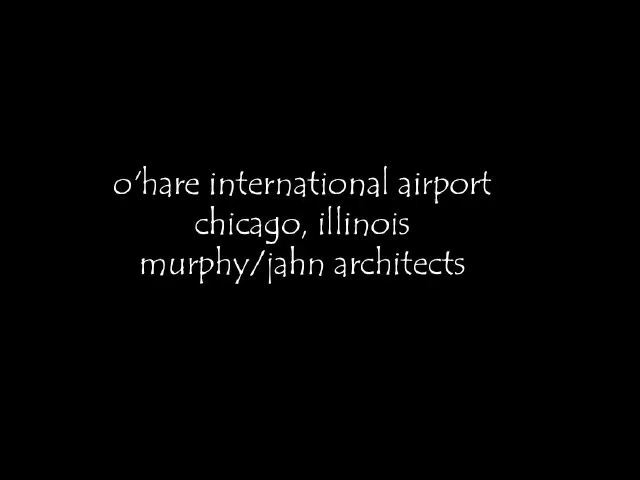 o'hare international airport
chicago, illinois
murphy/jahn architects